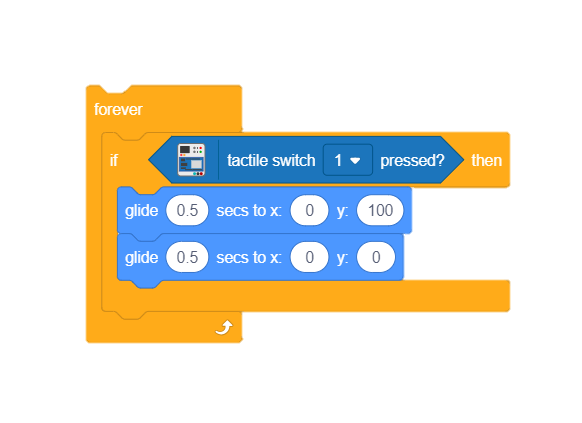 forever
if tactile switch 1 pressed? then
glide 0.5 secs to x: 0 y: 100
glide 0.5 secs to x: 0 y: 0